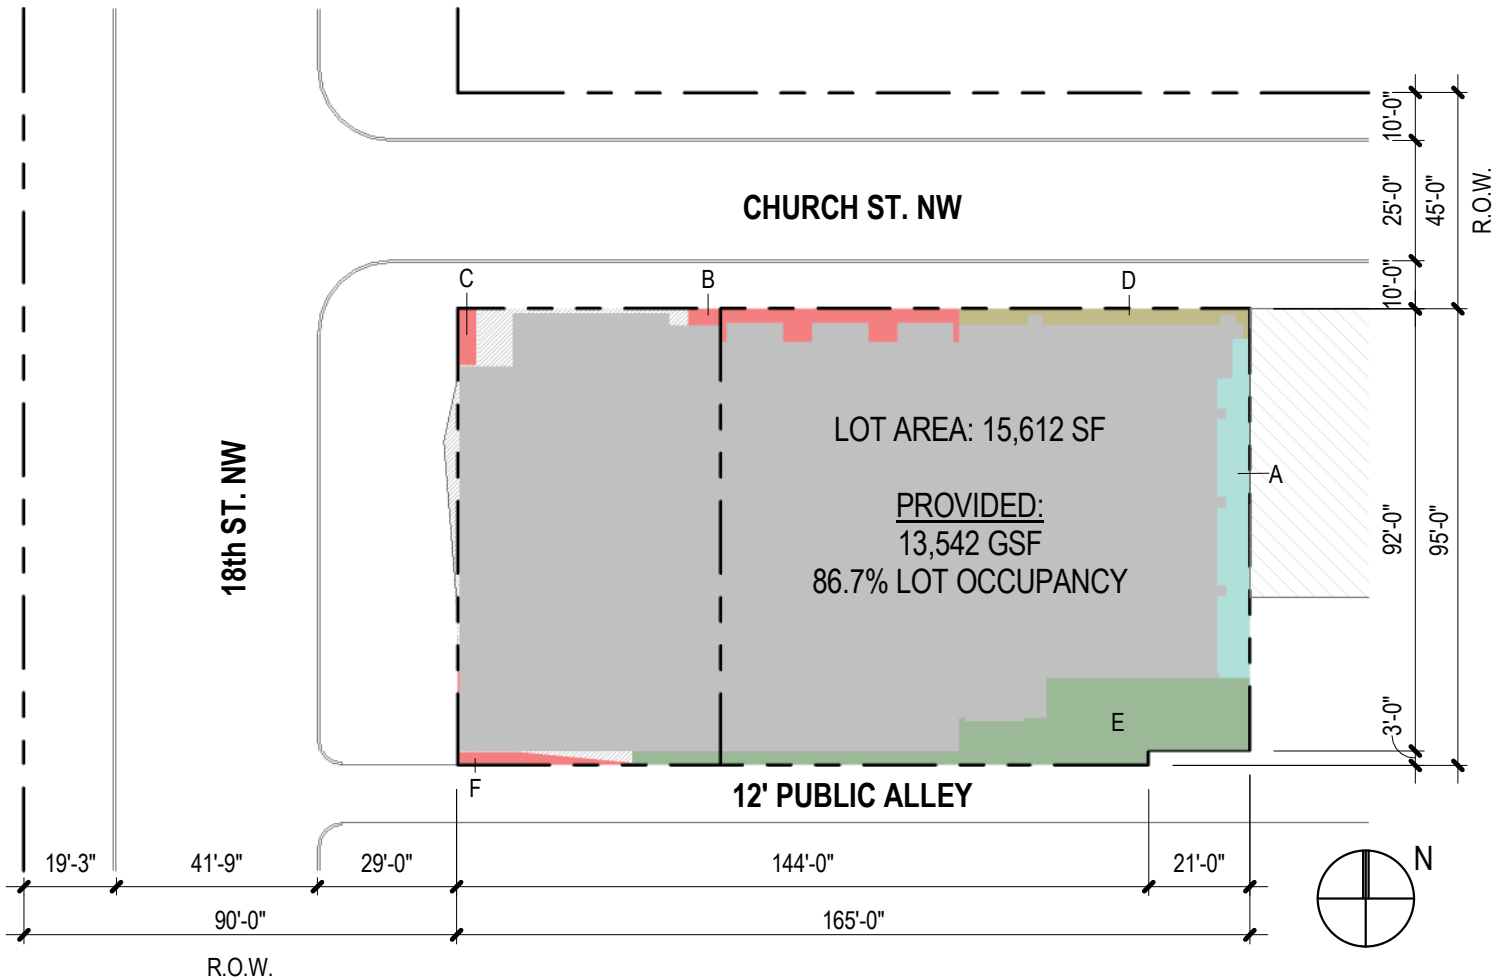 10'-0"
CHURCH ST. NW
25'-0"
45'-0"
R.O.W.
10'-0"
C
B
D
LOT AREA: 15,612 SF
A
PROVIDED:
13,542 GSF
86.7% LOT OCCUPANCY
18th ST. NW
92'-0"
95'-0"
E
3'-0"
F
12' PUBLIC ALLEY
19'-3"
41'-9"
29'-0"
144'-0"
21'-0"
N
90'-0"
165'-0"
R.O.W.